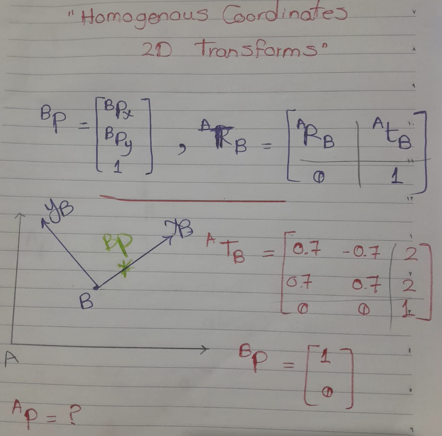 "Homogenous Coordinates
2D Transforms"
ᴮP = [ᴮPx ᴮPy 1], ᴬTB = [ᴬRB ᴬtB 0 1]
yB xB
ᴮP
B
A
ᴬTB = [0.7 -0.7 2
0.7 0.7 2
0 0 1]
ᴮP = [1
0]
ᴬP = ?